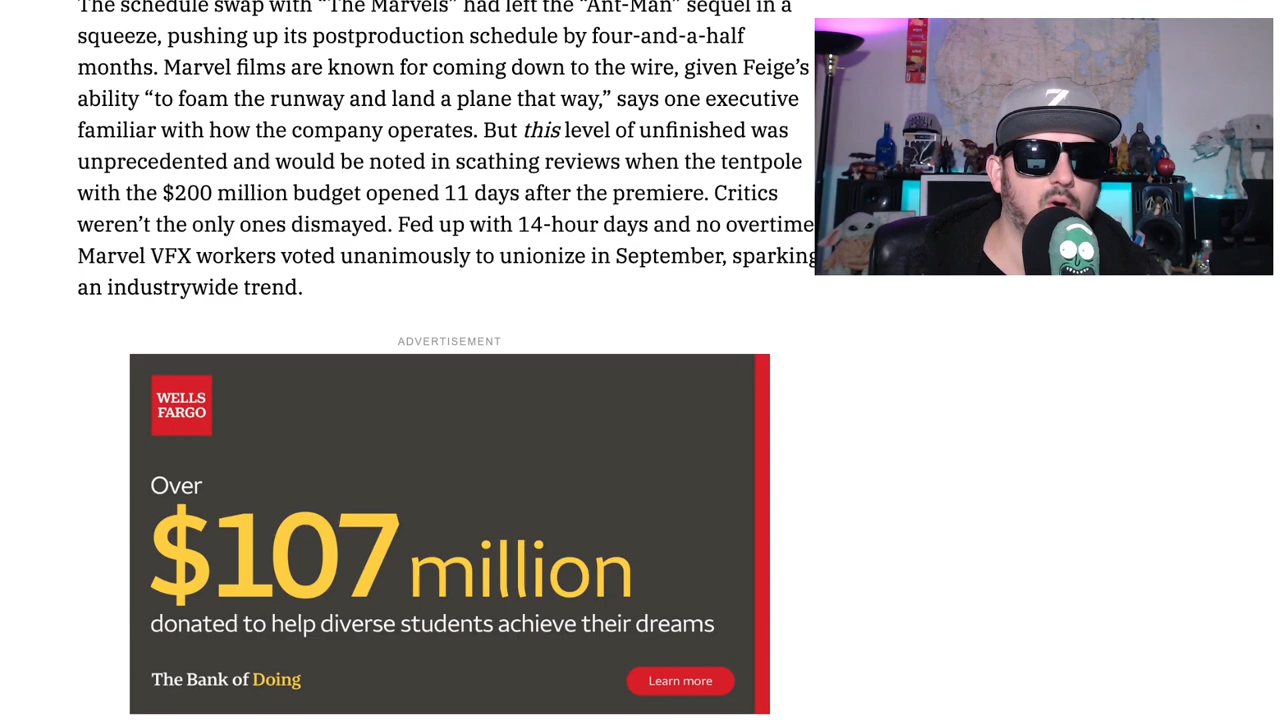 The schedule swap with “The Marvels” had left the “Ant-Man” sequel in a
squeeze, pushing up its postproduction schedule by four-and-a-half
months. Marvel films are known for coming down to the wire, given Feige’s
ability “to foam the runway and land a plane that way,” says one executive
familiar with how the company operates. But this level of unfinished was
unprecedented and would be noted in scathing reviews when the tentpole
with the $200 million budget opened 11 days after the premiere. Critics
weren’t the only ones dismayed. Fed up with 14-hour days and no overtime
Marvel VFX workers voted unanimously to unionize in September, sparking
an industrywide trend.
ADVERTISEMENT
WELLS
FARGO
Over
$107 million
donated to help diverse students achieve their dreams
The Bank of Doing
Learn more
Z